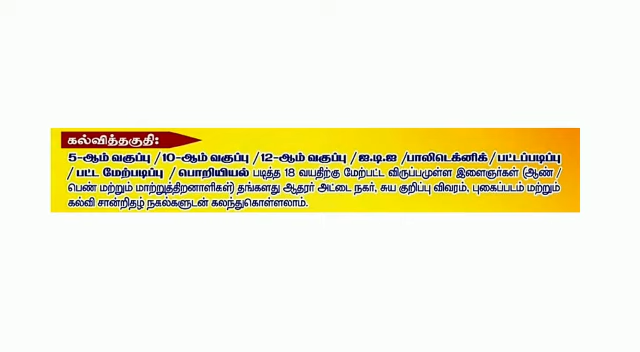 கல்வித்தகுதி:
5-ஆம் வகுப்பு /10-ஆம் வகுப்பு /12-ஆம் வகுப்பு /ஐ.டி.ஐ /பாலிடெக்னிக் / பட்டப்படிப்பு
/ பட்ட மேற்படிப்பு / பொறியியல் படித்த 18 வயதிற்கு மேற்பட்ட விருப்பமுள்ள இளைஞர்கள் (ஆண் /
பெண் மற்றும் மாற்றுத்திறனாளிகள்) தங்களது ஆதார் அட்டை நகர், சுய குறிப்பு விவரம், புகைப்படம் மற்றும்
கல்வி சான்றிதழ் நகல்களுடன் கலந்துகொள்ளலாம்.